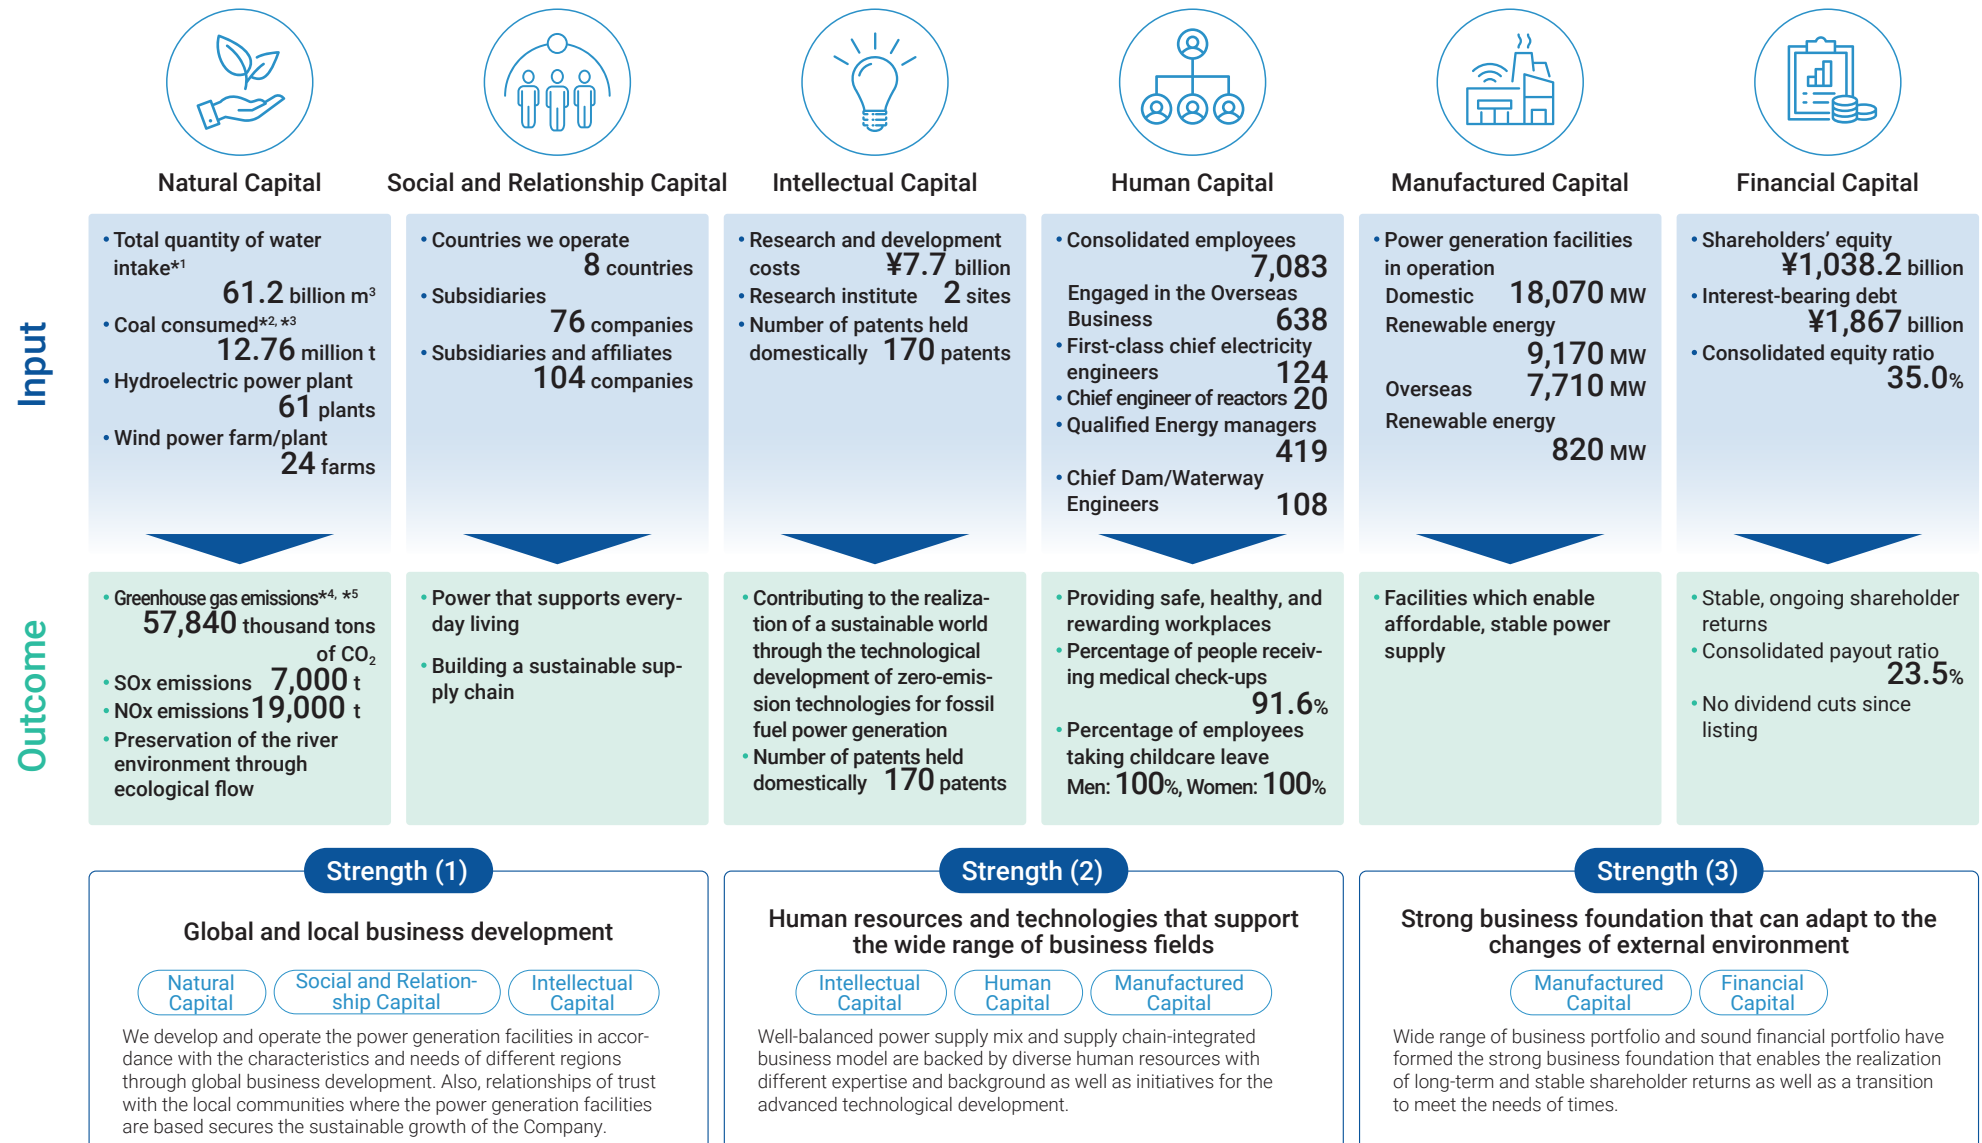 Natural Capital
Social and Relationship Capital
Intellectual Capital
Human Capital
Manufactured Capital
Financial Capital
Input
• Total quantity of water
intake*1
61.2 billion m3
• Coal consumed*2, *3
12.76 million t
• Hydroelectric power plant
61 plants
• Wind power farm/plant
24 farms
• Countries we operate
8 countries
• Subsidiaries
76 companies
• Subsidiaries and affiliates
104 companies
• Research and development
costs ¥7.7 billion
• Research institute 2 sites
• Number of patents held
domestically 170 patents
• Consolidated employees
7,083
Engaged in the Overseas
Business 638
• First-class chief electricity
engineers 124
• Chief engineer of reactors 20
• Qualified Energy managers
419
• Chief Dam/Waterway
Engineers 108
• Power generation facilities
in operation
Domestic 18,070 MW
Renewable energy
9,170 MW
Overseas 7,710 MW
Renewable energy
820 MW
• Shareholders’ equity
¥1,038.2 billion
• Interest-bearing debt
¥1,867 billion
• Consolidated equity ratio
35.0%
Outcome
• Greenhouse gas emissions*4, *5
57,840 thousand tons
of CO2
• SOx emissions 7,000 t
• NOx emissions 19,000 t
• Preservation of the river
environment through
ecological flow
• Power that supports every-
day living
• Building a sustainable sup-
ply chain
• Contributing to the realiza-
tion of a sustainable world
through the technological
development of zero-emis-
sion technologies for fossil
fuel power generation
• Number of patents held
domestically 170 patents
• Providing safe, healthy, and
rewarding workplaces
• Percentage of people receiv-
ing medical check-ups
91.6%
• Percentage of employees
taking childcare leave
Men: 100%, Women: 100%
• Facilities which enable
affordable, stable power
supply
• Stable, ongoing shareholder
returns
• Consolidated payout ratio
23.5%
• No dividend cuts since
listing
Strength (1)
Global and local business development
Natural
Capital
Social and Relation-
ship Capital
Intellectual
Capital
We develop and operate the power generation facilities in accor-
dance with the characteristics and needs of different regions
through global business development. Also, relationships of trust
with the local communities where the power generation facilities
are based secures the sustainable growth of the Company.
Strength (2)
Human resources and technologies that support
the wide range of business fields
Intellectual
Capital
Human
Capital
Manufactured
Capital
Well-balanced power supply mix and supply chain-integrated
business model are backed by diverse human resources with
different expertise and background as well as initiatives for the
advanced technological development.
Strength (3)
Strong business foundation that can adapt to the
changes of external environment
Manufactured
Capital
Financial
Capital
Wide range of business portfolio and sound financial portfolio have
formed the strong business foundation that enables the realization
of long-term and stable shareholder returns as well as a transition
to meet the needs of times.